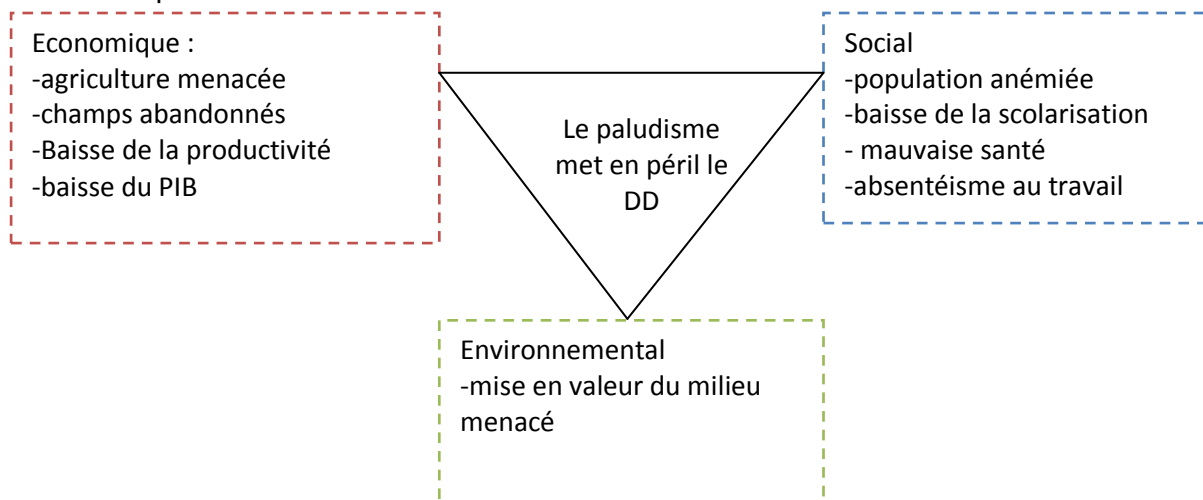 Economique :
-agriculture menacée
-champs abandonnés
-Baisse de la productivité
-baisse du PIB
Le paludisme
met en péril le
DD
Social
-population anémiée
-baisse de la scolarisation
- mauvaise santé
-absentéisme au travail
Environnemental
-mise en valeur du milieu
menacé